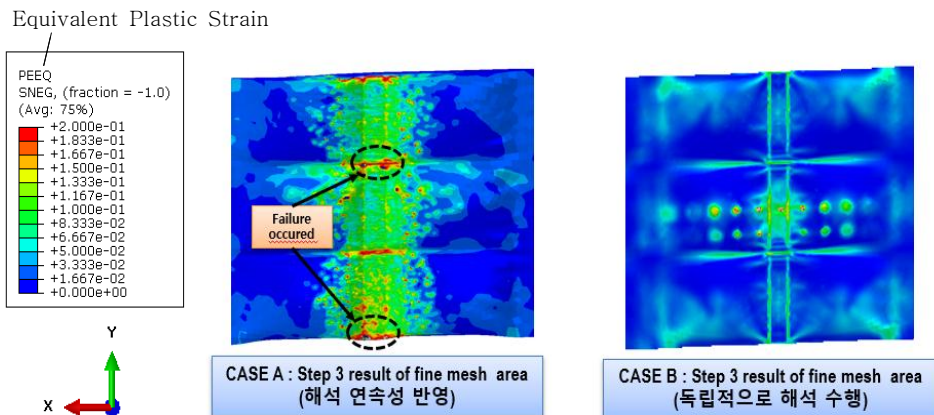 Equivalent Plastic Strain
PEEQ
SNEG, (fraction = -1.0)
(Avg: 75%)
+2.000e-01
+1.833e-01
+1.667e-01
+1.500e-01
+1.333e-01
+1.167e-01
+1.000e-01
+8.333e-02
+6.667e-02
+5.000e-02
+3.333e-02
+1.667e-02
+0.000e+00
Y
X
Failure
occured
CASE A : Step 3 result of fine mesh area
(해석 연속성 반영)
CASE B : Step 3 result of fine mesh area
(독립적으로 해석 수행)